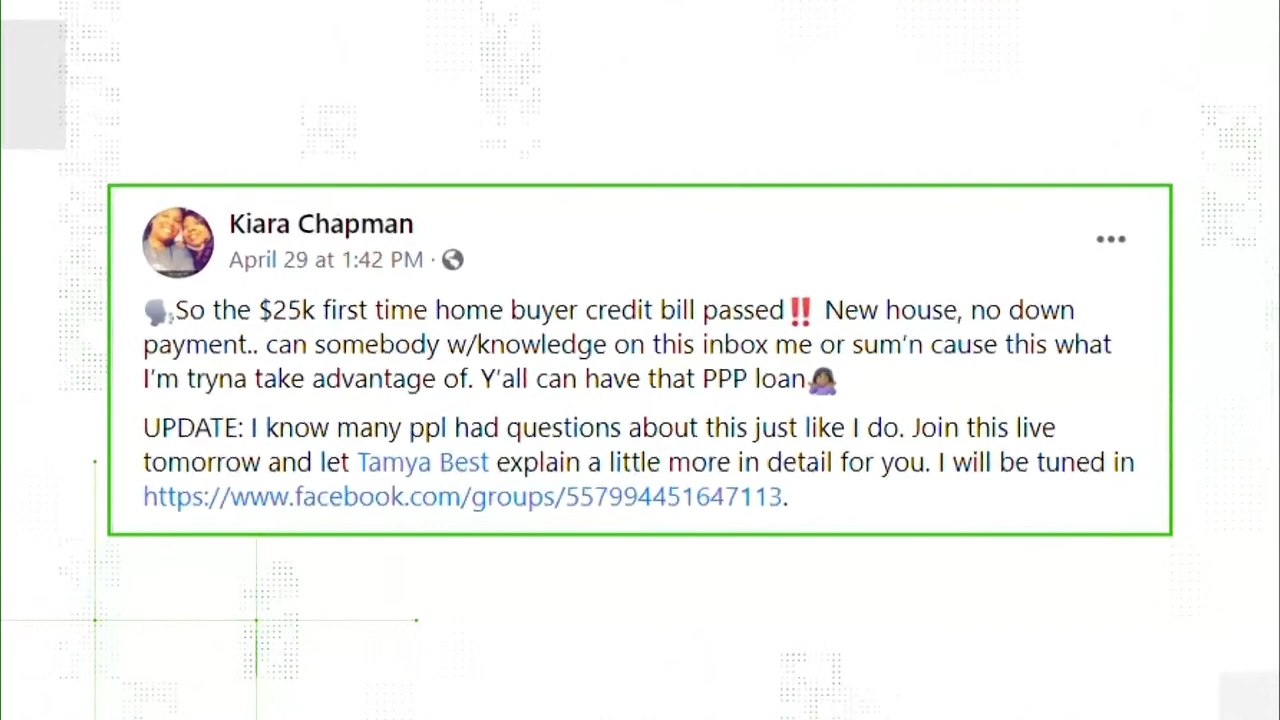 Kiara Chapman
April 29 at 1:42 PM ·
🗣️So the $25k first time home buyer credit bill passed‼️ New house, no down
payment.. can somebody w/knowledge on this inbox me or sum’n cause this what
I’m tryna take advantage of. Y’all can have that PPP loan🙇🏾‍♀️
UPDATE: I know many ppl had questions about this just like I do. Join this live
tomorrow and let Tamya Best explain a little more in detail for you. I will be tuned in
https://www.facebook.com/groups/557994451647113.